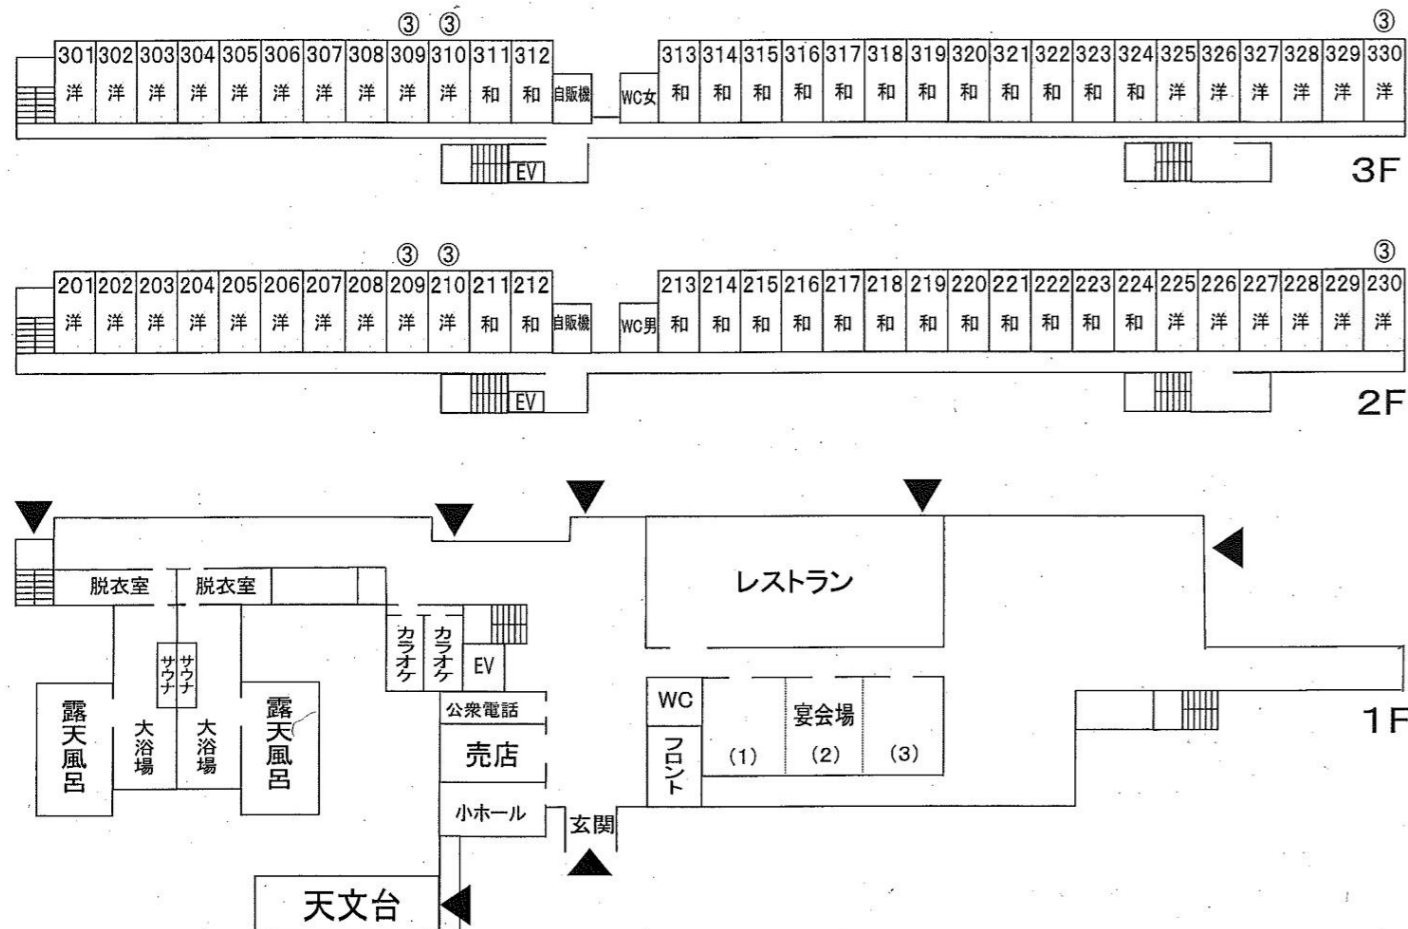 ③ ③ ③
301 302 303 304 305 306 307 308 309 310 311 312 313 314 315 316 317 318 319 320 321 322 323 324 325 326 327 328 329 330
洋 洋 洋 洋 洋 洋 洋 洋 洋 洋 和 和 自販機 WC女 和 和 和 和 和 和 和 和 和 和 和 和 洋 洋 洋 洋 洋 洋
EV
3F
③ ③ ③
201 202 203 204 205 206 207 208 209 210 211 212 213 214 215 216 217 218 219 220 221 222 223 224 225 226 227 228 229 230
洋 洋 洋 洋 洋 洋 洋 洋 洋 洋 和 和 自販機 WC男 和 和 和 和 和 和 和 和 和 和 和 和 洋 洋 洋 洋 洋 洋
EV
2F
脱衣室
脱衣室
レストラン
カラオケ
カラオケ
EV
サウナ
サウナ
露天風呂
大浴場
大浴場
露天風呂
公衆電話
売店
小ホール
WC
フロント
宴会場
(1) (2) (3)
1F
玄関
天文台